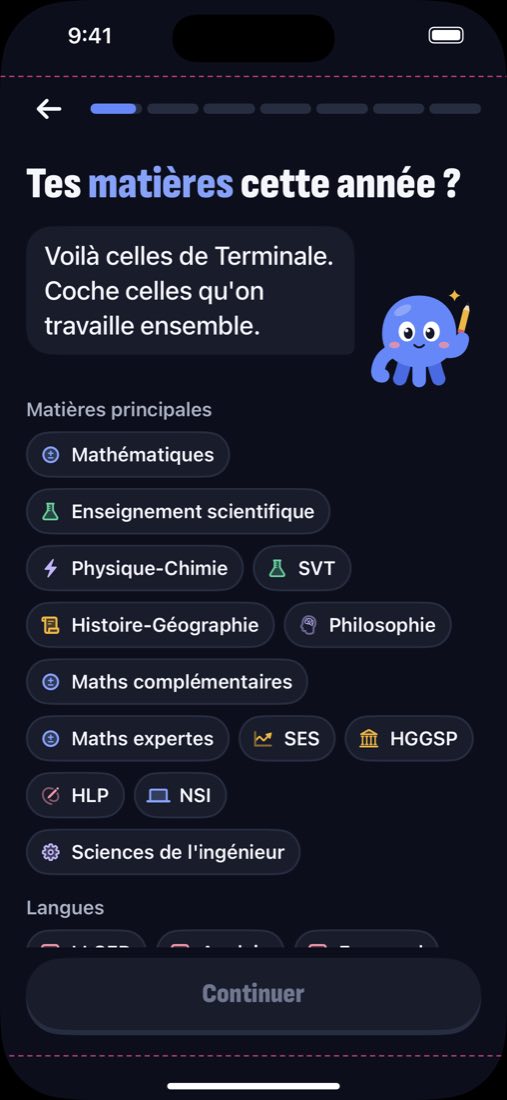 9:41
Tes matières cette année ?
Voilà celles de Terminale.
Coche celles qu'on
travaille ensemble.
Matières principales
Mathématiques
Enseignement scientifique
Physique-Chimie SVT
Histoire-Géographie Philosophie
Maths complémentaires
Maths expertes SES HGGSP
HLP NSI
Sciences de l'ingénieur
Langues
Continuer